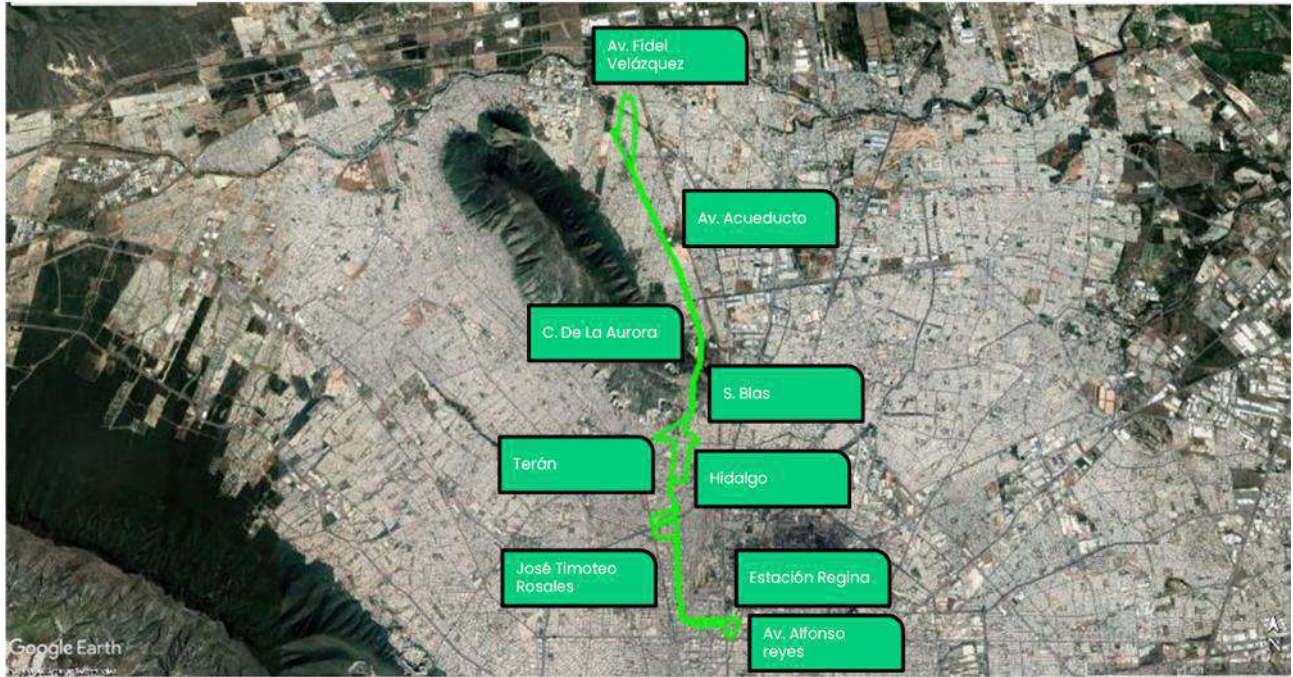 Av. Fidel
Velázquez
Av. Acueducto
C. De La Aurora
S. Blas
Terán
Hidalgo
José Timoteo
Rosales
Estación Regina
Av. Alfonso
reyes
Google Earth
N